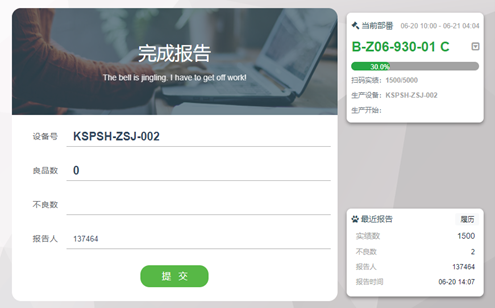 完成报告
The bell is jingling. I have to get off work!
设备号 KSPSH-ZSJ-002
良品数 0
不良数
报告人 137464
提 交
当前部番 06-20 10:00 - 06-21 04:04
B-Z06-930-01 C
30.0%
扫码实绩: 1500/5000
生产设备: KSPSH-ZSJ-002
生产开始:
最近报告 履历
实绩数 1500
不良数 2
报告人 137464
报告时间 06-20 14:07